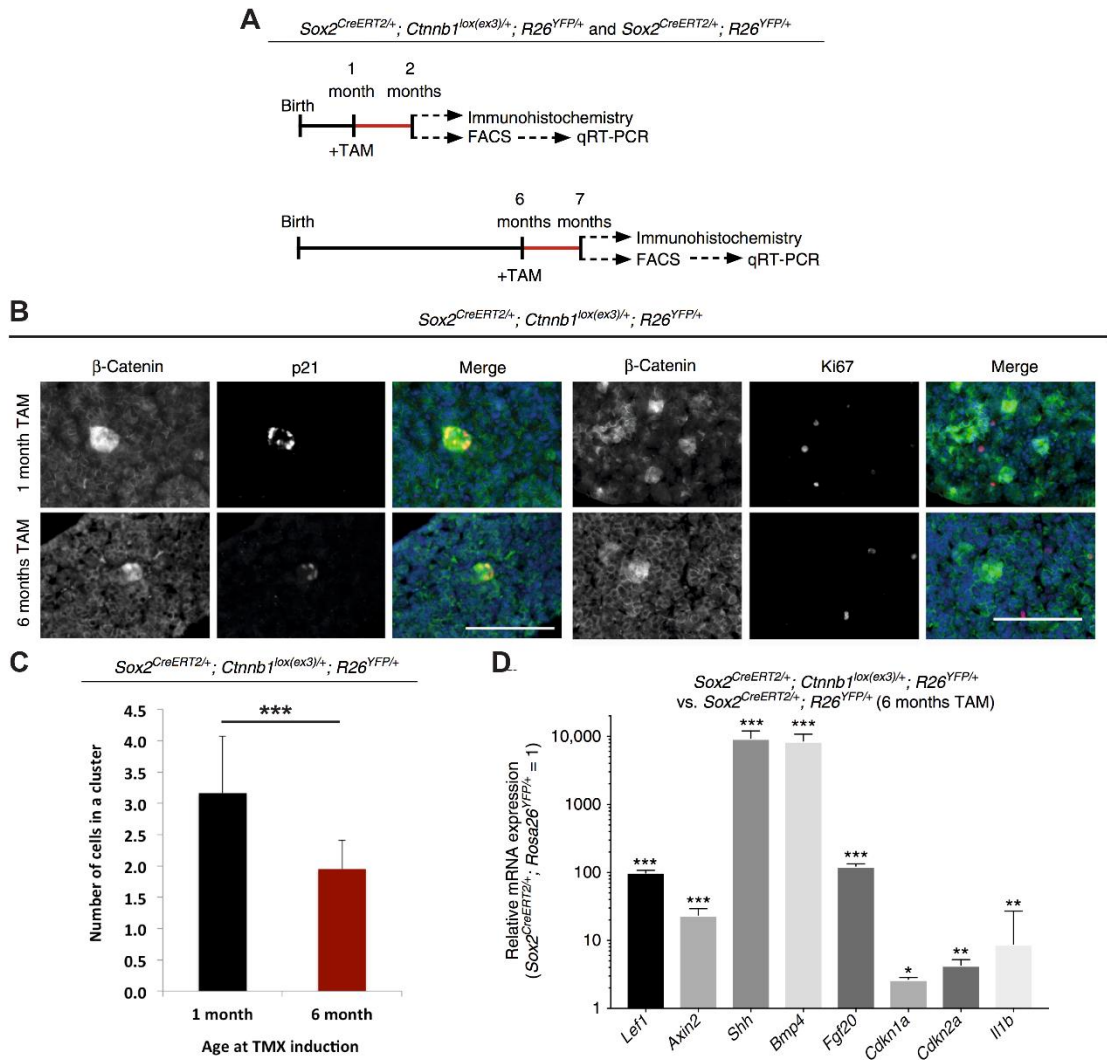 A
Sox2CreERT2/+; Ctnnb1lox(ex3)/+; R26YFP/+ and Sox2CreERT2/+; R26YFP/+
1
month
2
months
Birth
+TAM
Immunohistochemistry
FACS
qRT-PCR
6
months
7
months
Birth
+TAM
Immunohistochemistry
FACS
qRT-PCR
B
Sox2CreERT2/+; Ctnnb1lox(ex3)/+; R26YFP/+
β-Catenin
p21
Merge
β-Catenin
Ki67
Merge
1 month TAM
6 months TAM
C
Sox2CreERT2/+; Ctnnb1lox(ex3)/+; R26YFP/+
***
Number of cells in a cluster
4.5
4.0
3.5
3.0
2.5
2.0
1.5
1.0
0.5
0.0
1 month
6 month
Age at TMX induction
D
Sox2CreERT2/+; Ctnnb1lox(ex3)/+; R26YFP/+
vs. Sox2CreERT2/+; R26YFP/+ (6 months TAM)
Relative mRNA expression
(Sox2CreERT2/+; Rosa26YFP/+ = 1)
10,000
1000
100
10
1
***
***
***
***
***
*
**
**
Lef1
Axin2
Shh
Bmp4
Fgf20
Cdkn1a
Cdkn2a
Il1b